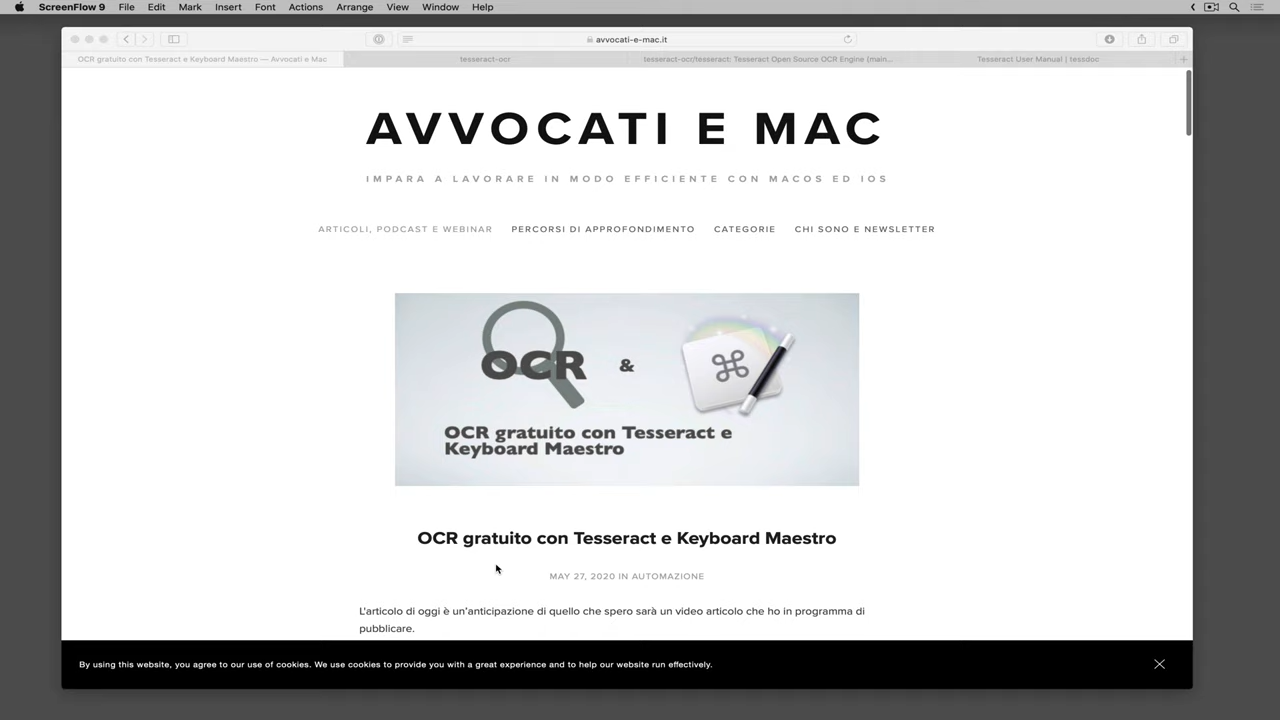 ScreenFlow 9 File Edit Mark Insert Font Actions Arrange View Window Help
avvocati-e-mac.it
OCR gratuito con Tesseract e Keyboard Maestro — Avvocati e Mac
tesseract-ocr
tesseract-ocr/tesseract: Tesseract Open Source OCR Engine (main...
Tesseract User Manual | tessdoc
AVVOCATI E MAC
IMPARA A LAVORARE IN MODO EFFICIENTE CON MACOS ED IOS
ARTICOLI, PODCAST E WEBINAR PERCORSI DI APPROFONDIMENTO CATEGORIE CHI SONO E NEWSLETTER
OCR &
OCR gratuito con Tesseract e
Keyboard Maestro
OCR gratuito con Tesseract e Keyboard Maestro
MAY 27, 2020 IN AUTOMAZIONE
L'articolo di oggi è un'anticipazione di quello che spero sarà un video articolo che ho in programma di
pubblicare.
By using this website, you agree to our use of cookies. We use cookies to provide you with a great experience and to help our website run effectively.